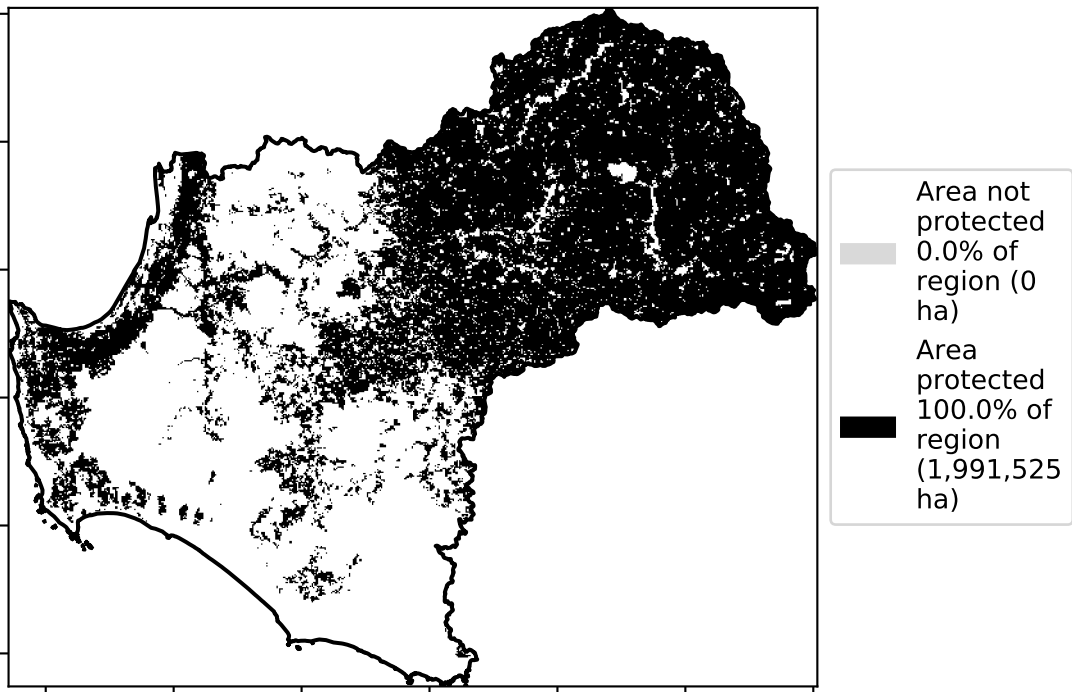 Area not
protected
0.0% of
region (0
ha)
Area
protected
100.0% of
region
(1,991,525
ha)